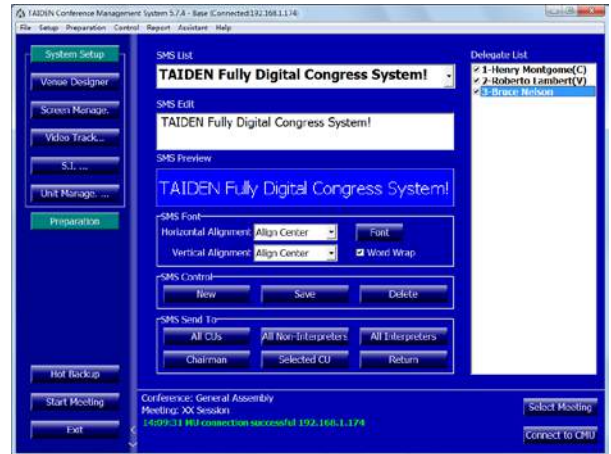 TAIDEN Conference Management System 5.7.4 - Base (Connected:192.168.1.174)
File Setup Preparation Control Report Assistant Help
System Setup
Venue Designer
Screen Manage.
Video Track...
S.I. ...
Unit Manage. ...
Preparation
Hot Backup
Start Meeting
Exit
SMS List
TAIDEN Fully Digital Congress System!
SMS Edit
TAIDEN Fully Digital Congress System!
SMS Preview
TAIDEN Fully Digital Congress System!
SMS Font
Horizontal Alignment Align Center Font
Vertical Alignment Align Center Word Wrap
SMS Control
New Save Delete
SMS Send To
All CUs All Non-Interpreters All Interpreters
Chairman Selected CU Return
Delegate List
1-Henry Montgome(C)
2-Roberto Lambert(V)
3-Bruce Nelson
Conference: General Assembly
Meeting: XX Session
14:09:31 MU connection successful 192.168.1.174
Select Meeting
Connect to CMU